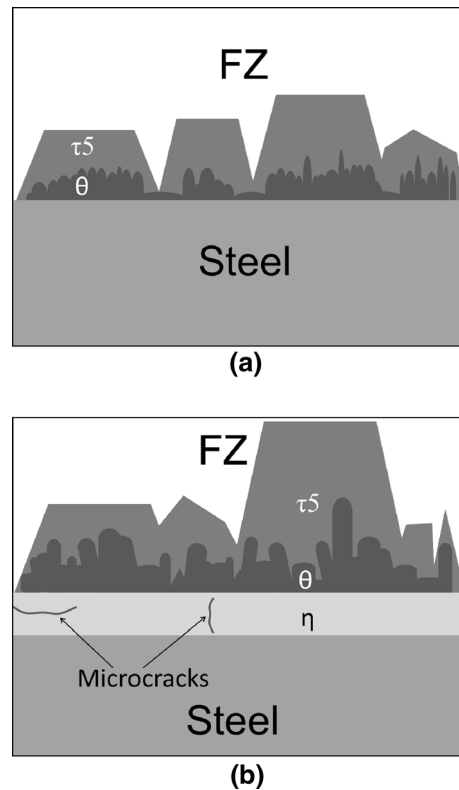 FZ
τ5
θ
Steel
(a)
FZ
τ5
θ
η
Microcracks
Steel
(b)